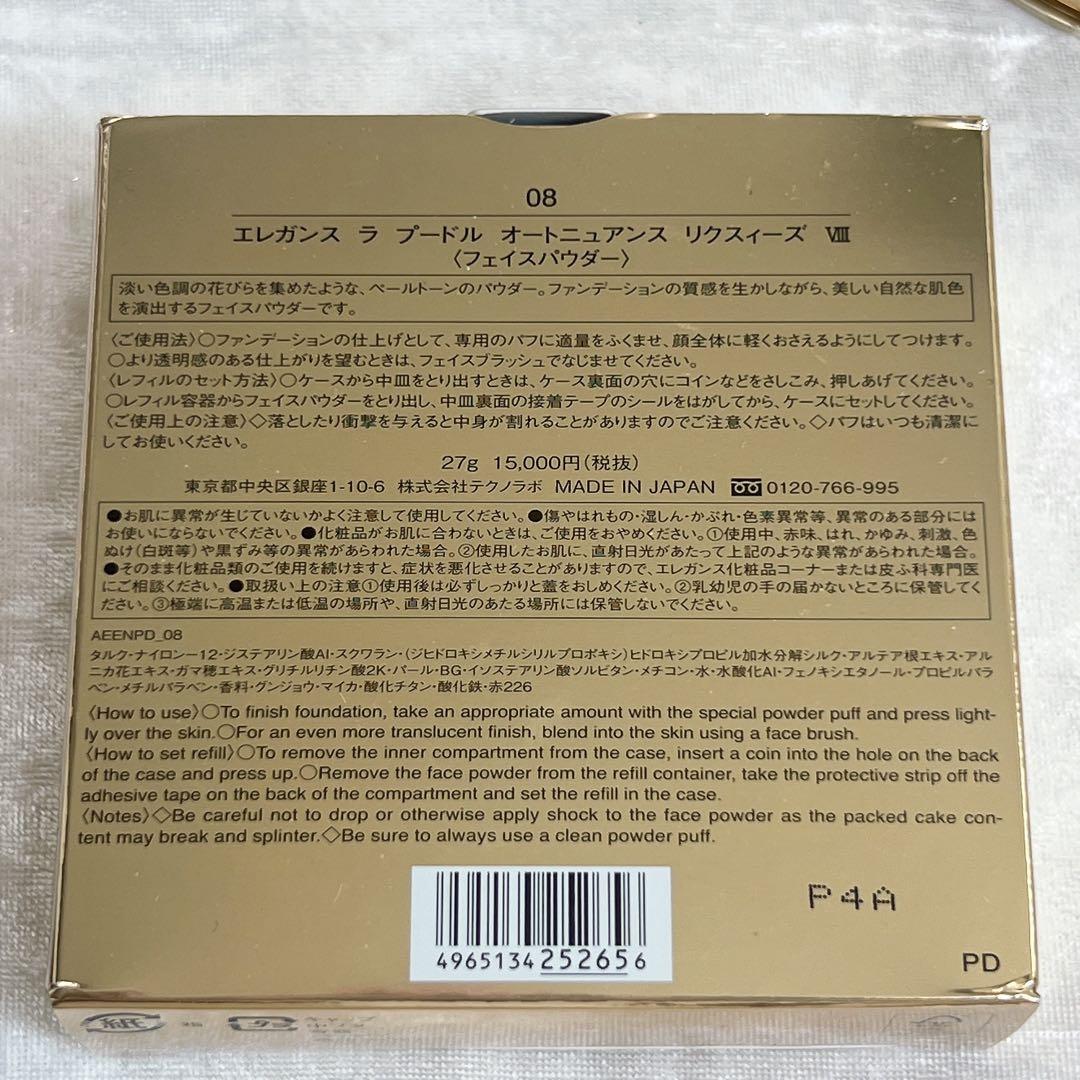 08
エレガンス ラ プードル オートニュアンス リクスィーズ Ⅷ
〈フェイスパウダー〉
淡い色調の花びらを集めたような、ペールトーンのパウダー。ファンデーションの質感を生かしながら、美しい自然な肌色
を演出するフェイスパウダーです。
〈ご使用法〉○ファンデーションの仕上げとして、専用のパフに適量をふくませ、顔全体に軽くおさえるようにしてつけます。
○より透明感のある仕上がりを望むときは、フェイスブラッシュでなじませてください。
〈レフィルのセット方法〉○ケースから中皿をとり出すときは、ケース裏面の穴にコインなどをさしこみ、押しあげてください。
○レフィル容器からフェイスパウダーをとり出し、中皿裏面の接着テープのシールをはがしてから、ケースにセットしてください。
〈ご使用上の注意〉◇落としたり衝撃を与えると中身が割れることがありますのでご注意ください。◇パフはいつも清潔に
してお使いください。
27g 15,000円(税抜)
東京都中央区銀座1-10-6 株式会社テクノラボ MADE IN JAPAN 0120-766-995
●お肌に異常が生じていないかよく注意して使用してください。●傷やはれもの・湿しん・かぶれ・色素異常等、異常のある部分には
お使いにならないでください。●化粧品がお肌に合わないときは、ご使用をおやめください。①使用中、赤味、はれ、かゆみ、刺激、色
ぬけ(白斑等)や黒ずみ等の異常があらわれた場合。②使用したお肌に、直射日光があたって上記のような異常があらわれた場合。
●そのまま化粧品類のご使用を続けますと、症状を悪化させることがありますので、エレガンス化粧品コーナーまたは皮ふ科専門医
にご相談ください。●取扱い上の注意①使用後は必ずしっかりと蓋をおしめください。②乳幼児の手の届かないところに保管してく
ださい。③極端に高温または低温の場所や、直射日光のあたる場所には保管しないでください。
AEENPD_08
タルク・ナイロン-12・ジステアリン酸Al・スクワラン・(ジヒドロキシメチルシリルプロポキシ)ヒドロキシプロピル加水分解シルク・アルテア根エキス・アル
ニカ花エキス・ガマ穂エキス・グリチルリチン酸2K・パール・BG・イソステアリン酸ソルビタン・メチコン・水・水酸化Al・フェノキシエタノール・プロピルパラ
ベン・メチルパラベン・香料・グンジョウ・マイカ・酸化チタン・酸化鉄・赤226
〈How to use〉○To finish foundation, take an appropriate amount with the special powder puff and press light-
ly over the skin.○For an even more translucent finish, blend into the skin using a face brush.
〈How to set refill〉○To remove the inner compartment from the case, insert a coin into the hole on the back
of the case and press up.○Remove the face powder from the refill container, take the protective strip off the
adhesive tape on the back of the compartment and set the refill in the case.
〈Notes〉◇Be careful not to drop or otherwise apply shock to the face powder as the packed cake con-
tent may break and splinter.◇Be sure to always use a clean powder puff.
P4A
4965134252656
PD
紙